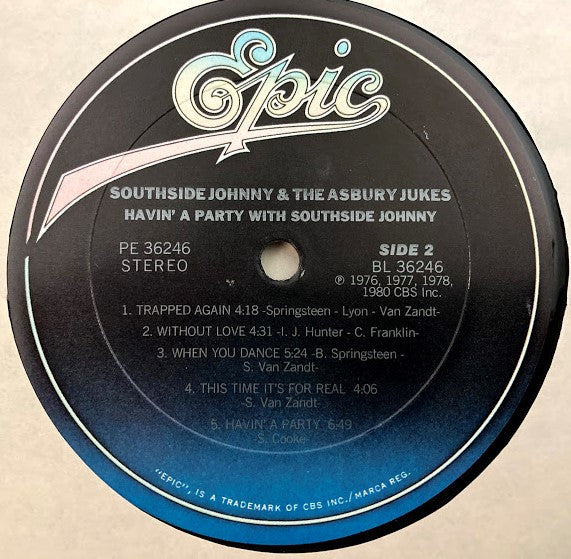 Epic
SOUTHSIDE JOHNNY & THE ASBURY JUKES
HAVIN' A PARTY WITH SOUTHSIDE JOHNNY
PE 36246
STEREO
SIDE 2
BL 36246
℗ 1976, 1977, 1978,
1980 CBS Inc.
1. TRAPPED AGAIN 4:18 -Springsteen - Lyon - Van Zandt-
2. WITHOUT LOVE 4:31 -I. J. Hunter - C. Franklin-
3. WHEN YOU DANCE 5:24 -B. Springsteen -
S. Van Zandt-
4. THIS TIME IT'S FOR REAL 4:06
-S. Van Zandt-
5. HAVIN' A PARTY 6:49
-S. Cooke-
"EPIC", IS A TRADEMARK OF CBS INC./MARCA REG.